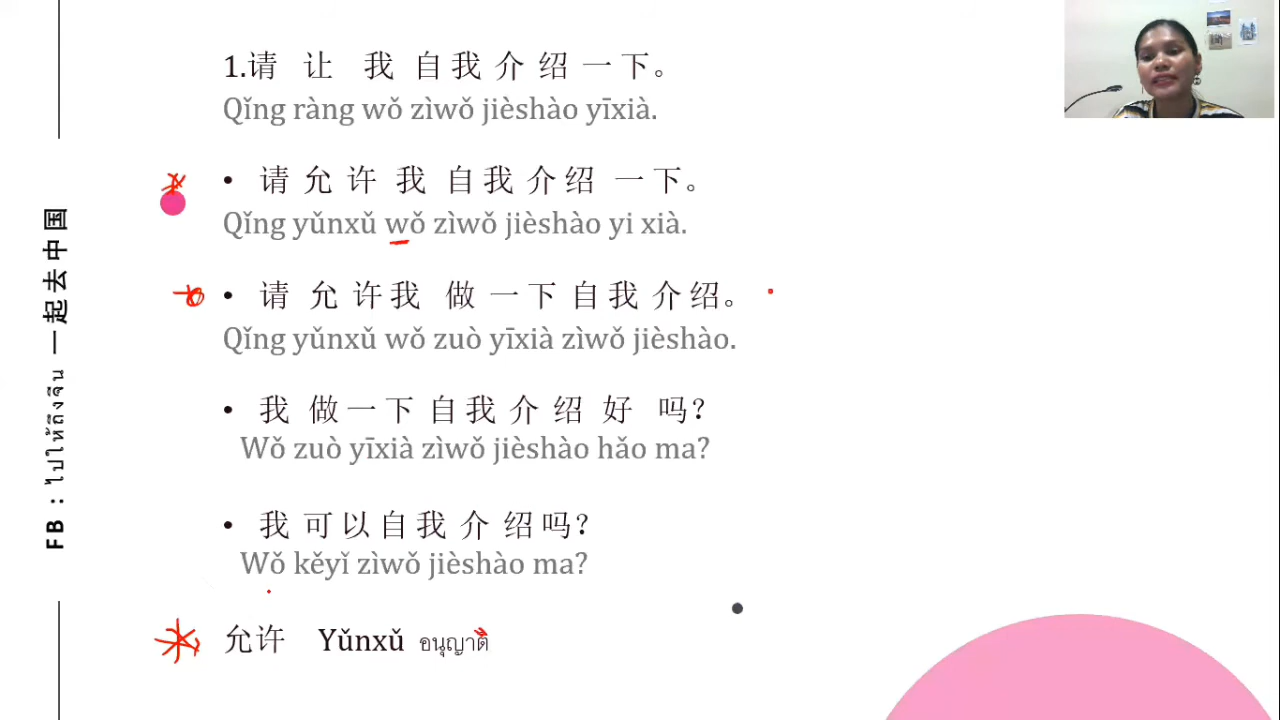 1.请 让 我 自我 介 绍 一 下。
Qǐng ràng wǒ zìwǒ jièshào yīxià.
• 请 允 许 我 自我 介绍 一 下。
Qǐng yǔnxǔ wǒ zìwǒ jièshào yi xià.
• 请 允 许我 做 一 下 自我 介绍。
Qǐng yǔnxǔ wǒ zuò yīxià zìwǒ jièshào.
• 我 做一 下 自我 介 绍 好 吗?
Wǒ zuò yīxià zìwǒ jièshào hǎo ma?
• 我 可以自我 介 绍吗?
Wǒ kěyǐ zìwǒ jièshào ma?
允许 Yǔnxǔ อนุญาติ
FB : ไปให้ถึงจีน 一起去中国